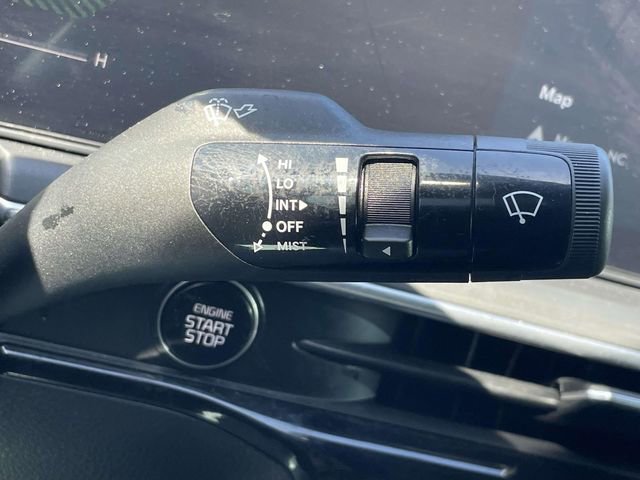 H
Map
HI
LO
INT
OFF
MIST
ENGINE
START
STOP